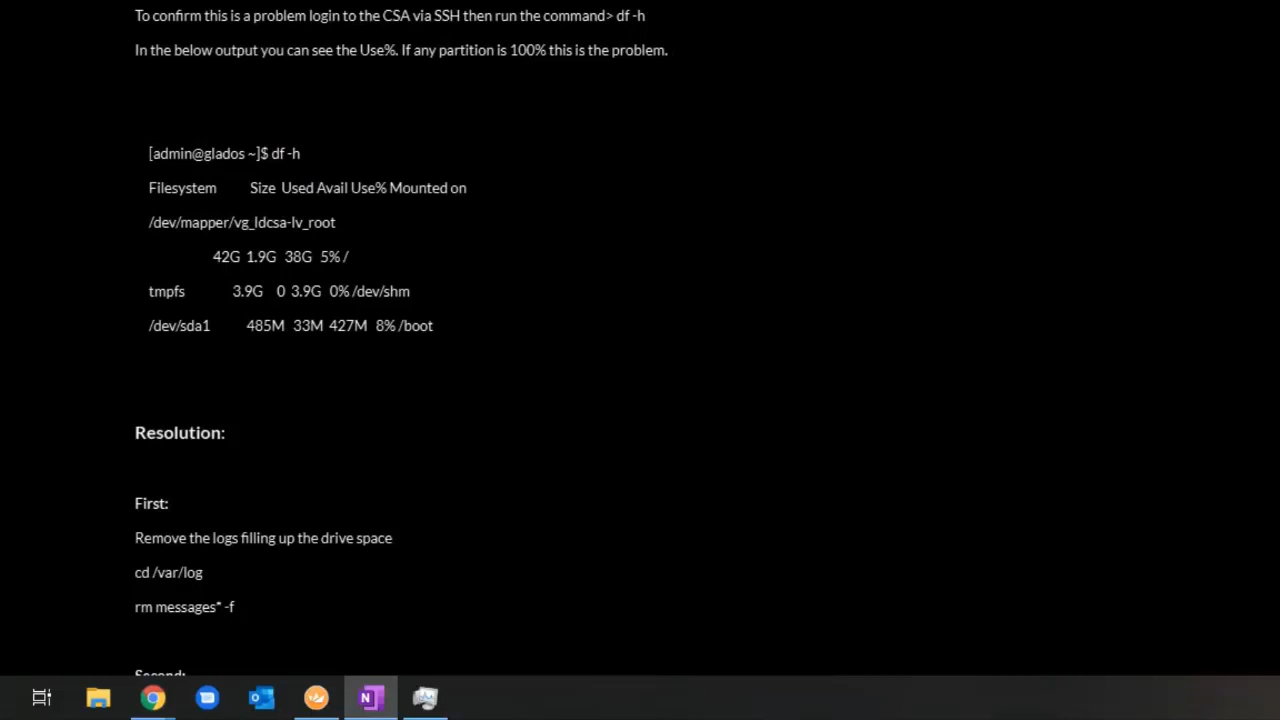 To confirm this is a problem login to the CSA via SSH then run the command> df -h
In the below output you can see the Use%. If any partition is 100% this is the problem.
[admin@glados ~]$ df -h
Filesystem Size Used Avail Use% Mounted on
/dev/mapper/vg_ldcsa-lv_root
42G 1.9G 38G 5% /
tmpfs 3.9G 0 3.9G 0% /dev/shm
/dev/sda1 485M 33M 427M 8% /boot
Resolution:
First:
Remove the logs filling up the drive space
cd /var/log
rm messages* -f
Second: